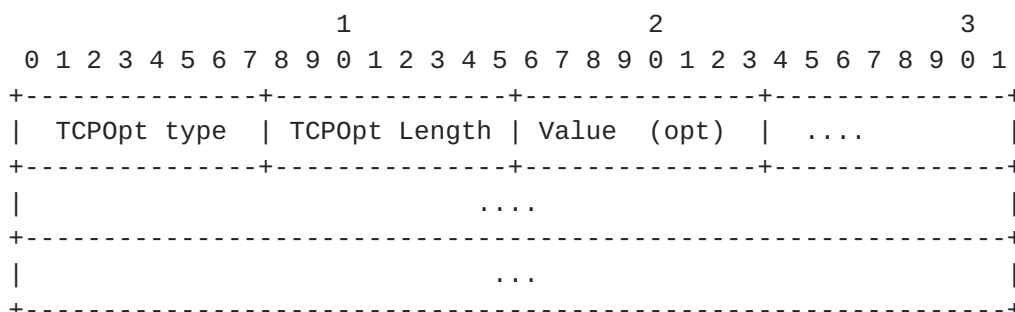 1                   2                   3
 0 1 2 3 4 5 6 7 8 9 0 1 2 3 4 5 6 7 8 9 0 1 2 3 4 5 6 7 8 9 0 1
+---------------+---------------+---------------+---------------+
|  TCPOpt type  | TCPOpt Length | Value  (opt)  |  ....         |
+---------------+---------------+---------------+---------------+
|                             ....                              |
+---------------------------------------------------------------+
|                              ...                              |
+---------------------------------------------------------------+